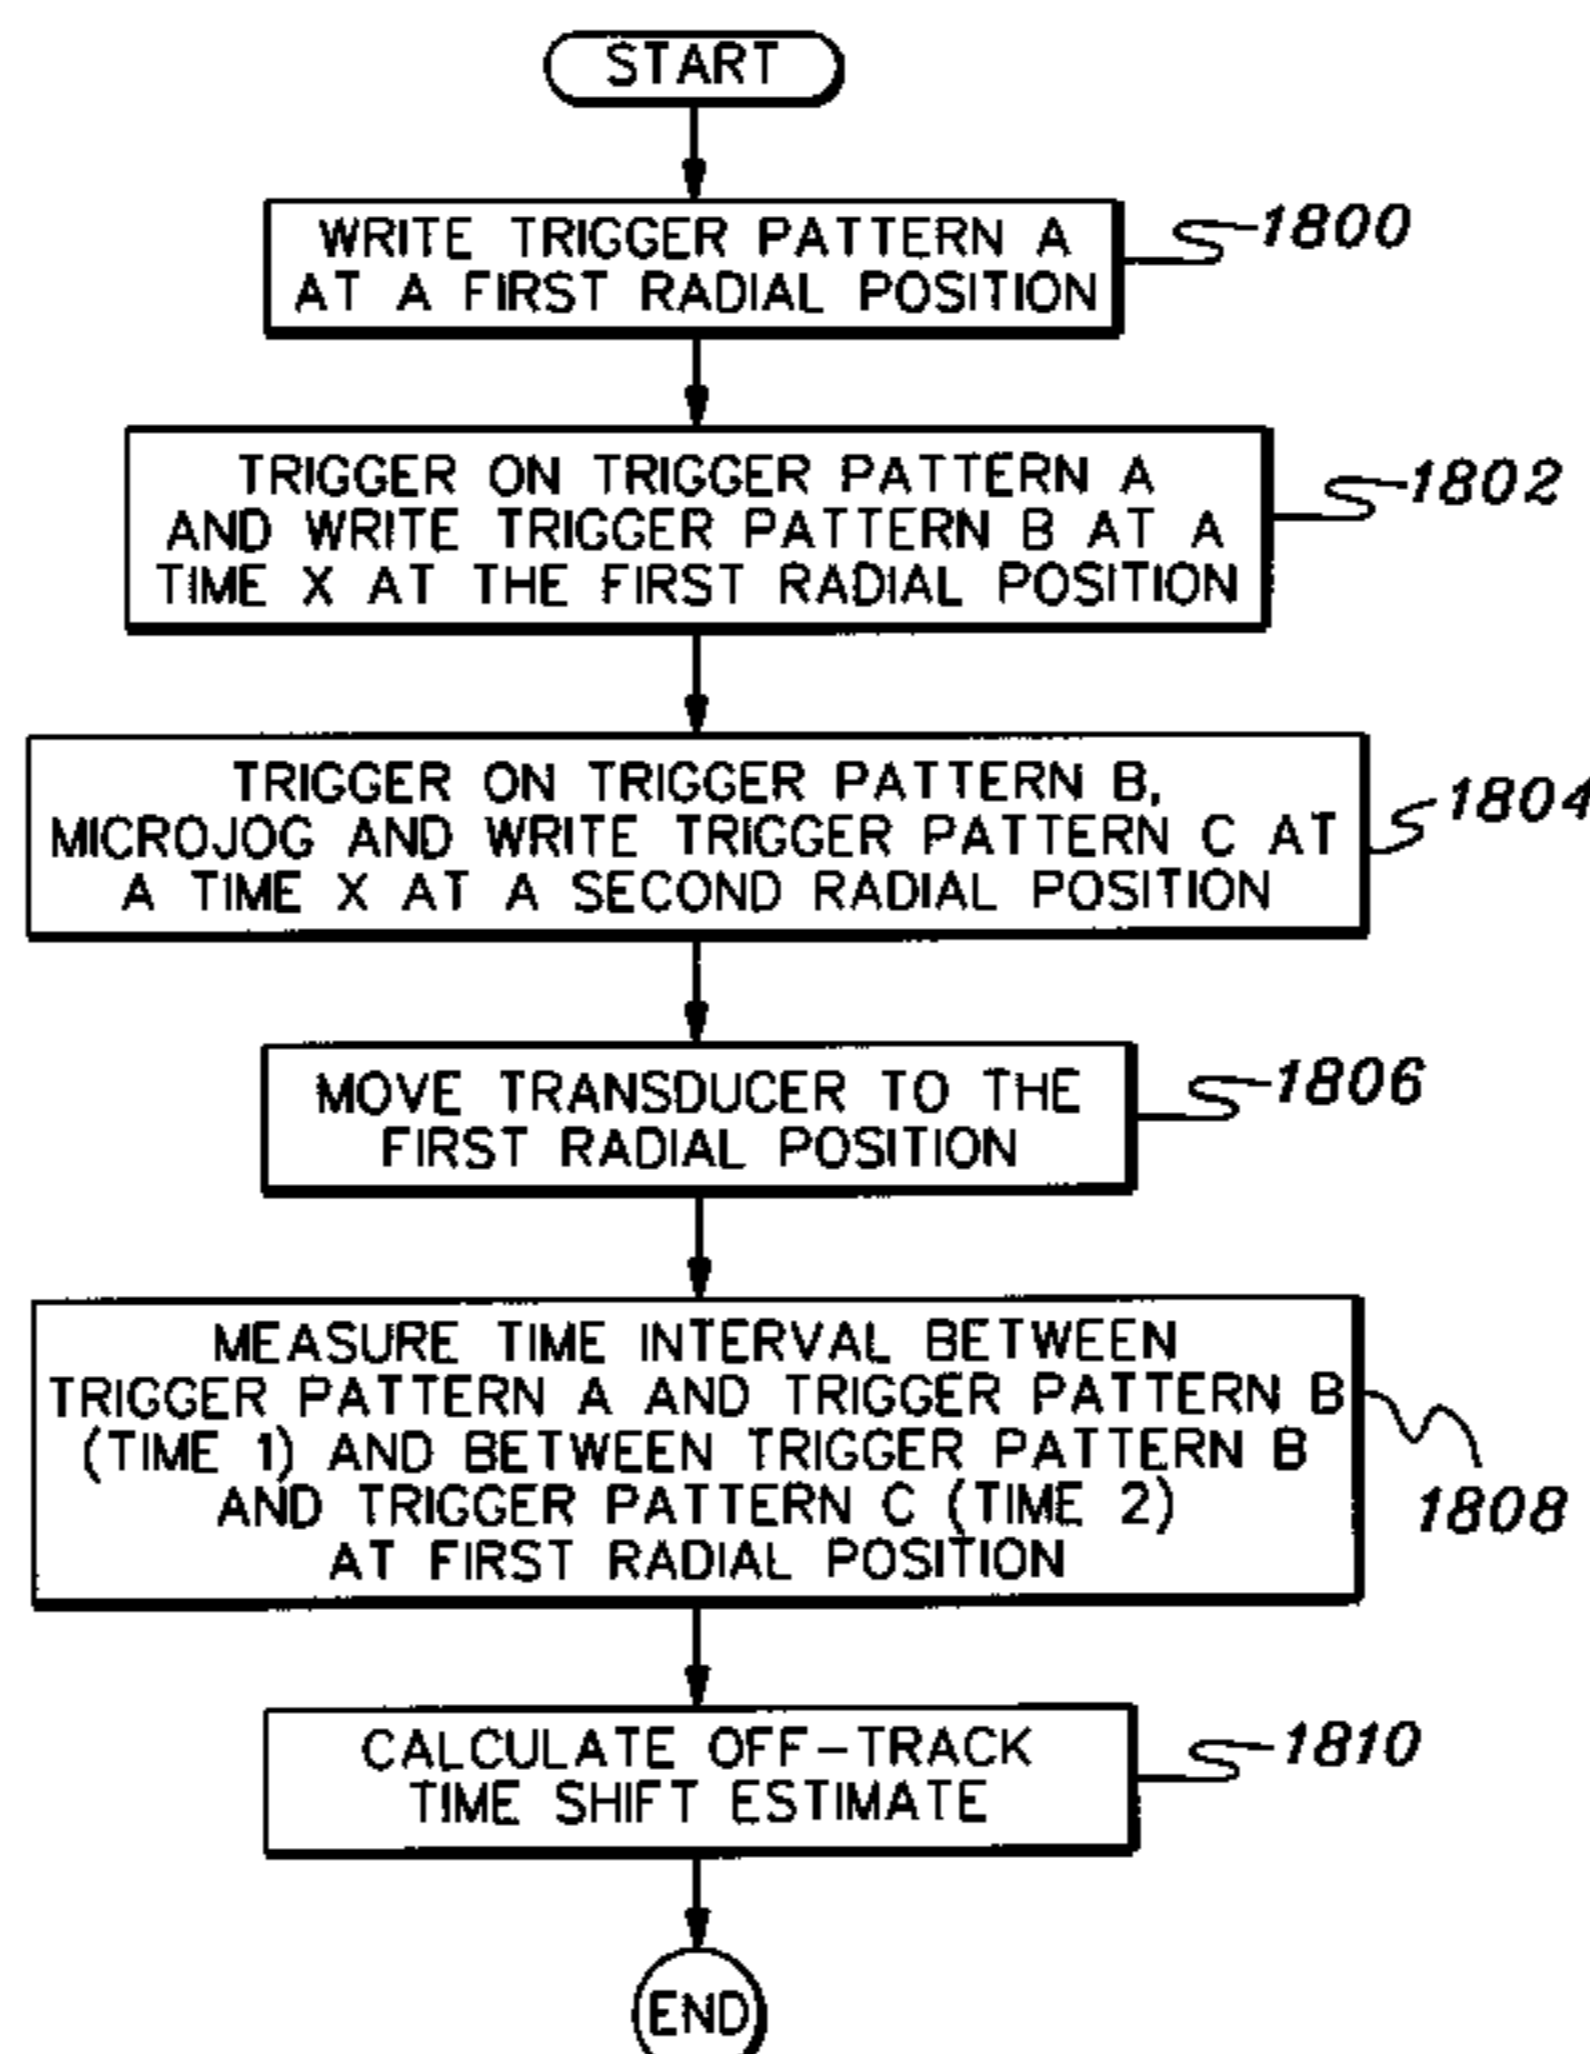 START
WRITE TRIGGER PATTERN A
AT A FIRST RADIAL POSITION
1800
TRIGGER ON TRIGGER PATTERN A
AND WRITE TRIGGER PATTERN B AT A
TIME X AT THE FIRST RADIAL POSITION
1802
TRIGGER ON TRIGGER PATTERN B,
MICROJOG AND WRITE TRIGGER PATTERN C AT
A TIME X AT A SECOND RADIAL POSITION
1804
MOVE TRANSDUCER TO THE
FIRST RADIAL POSITION
1806
MEASURE TIME INTERVAL BETWEEN
TRIGGER PATTERN A AND TRIGGER PATTERN B
(TIME 1) AND BETWEEN TRIGGER PATTERN B
AND TRIGGER PATTERN C (TIME 2)
AT FIRST RADIAL POSITION
1808
CALCULATE OFF-TRACK
TIME SHIFT ESTIMATE
1810
END